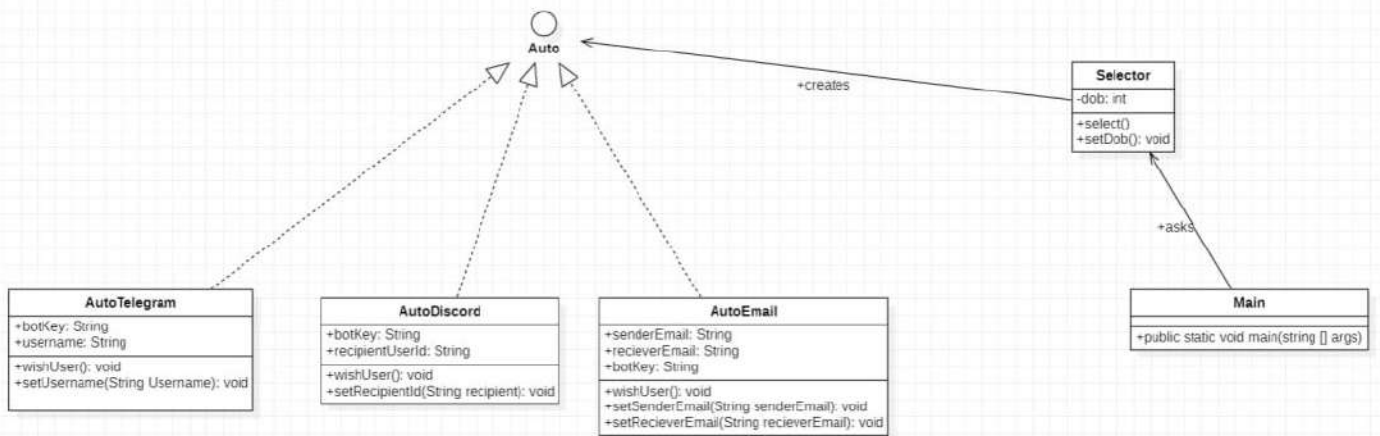 Auto
+creates
Selector
-dob: int
+select()
+setDob(): void
+asks
Main
+public static void main(string [] args)
AutoTelegram
+botKey: String
+username: String
+wishUser(): void
+setUsername(String Username): void
AutoDiscord
+botKey: String
+recipientUserId: String
+wishUser(): void
+setRecipientId(String recipient): void
AutoEmail
+senderEmail: String
+recieverEmail: String
+botKey: String
+wishUser(): void
+setSenderEmail(String senderEmail): void
+setRecieverEmail(String recieverEmail): void